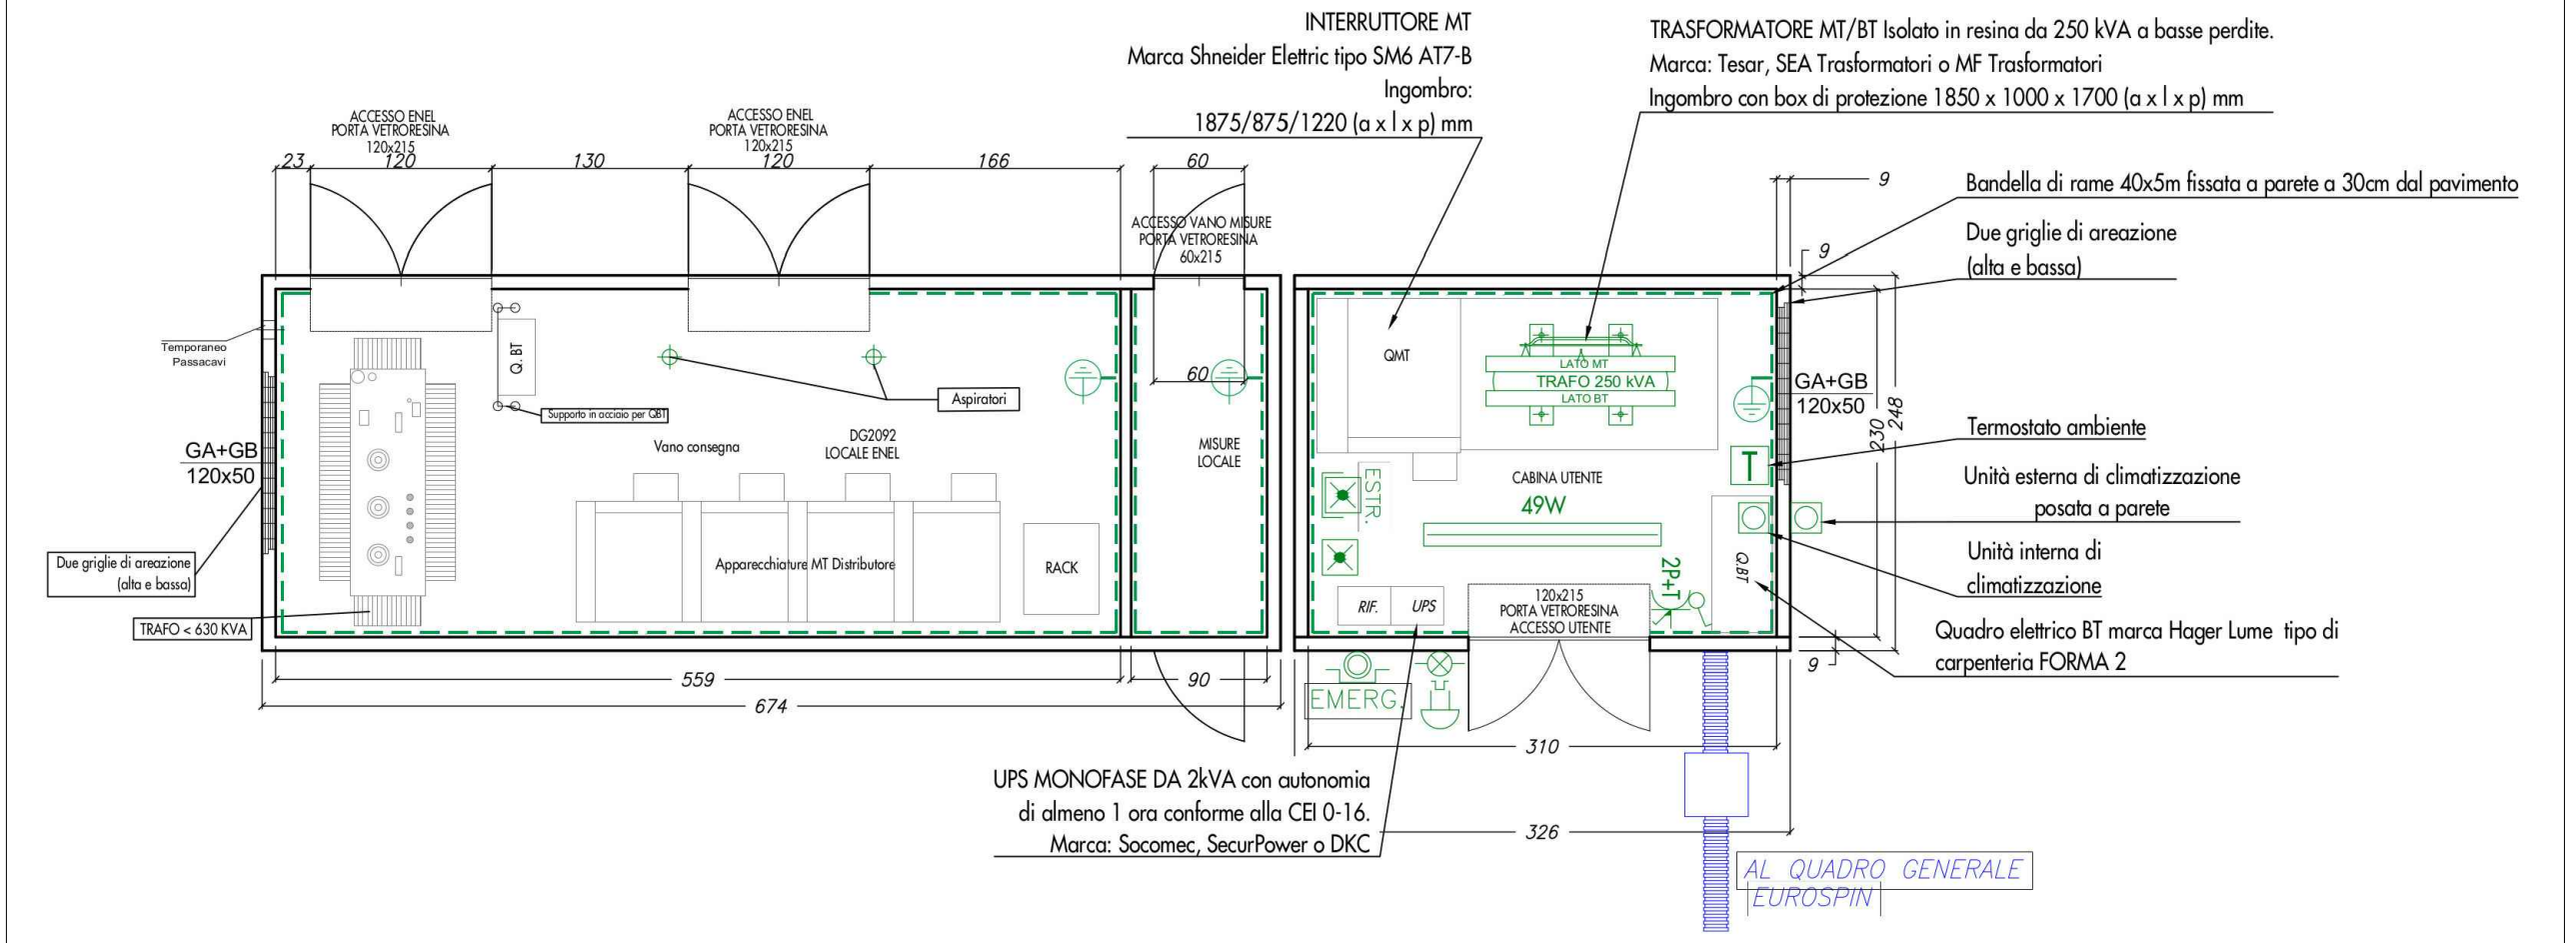 INTERRUTTORE MT
Marca Shneider Elettric tipo SM6 AT7-B
Ingombro:
1875/875/1220 (a x l x p) mm
TRASFORMATORE MT/BT Isolato in resina da 250 kVA a basse perdite.
Marca: Tesar, SEA Trasformatori o MF Trasformatori
Ingombro con box di protezione 1850 x 1000 x 1700 (a x l x p) mm
ACCESSO ENEL
PORTA VETRORESINA
120x215
ACCESSO ENEL
PORTA VETRORESINA
120x215
23
120
130
120
166
60
9
Bandella di rame 40x5m fissata a parete a 30cm dal pavimento
ACCESSO VANO MISURE
PORTA VETRORESINA
60x215
Due griglie di areazione
(alta e bassa)
9
Temporaneo
Passacavi
Q. BT
QMT
LATO MT
TRAFO 250 kVA
LATO BT
60
GA+GB
120x50
230
248
Aspiratori
Supporto in acciaio per QBT
Termostato ambiente
GA+GB
120x50
Vano consegna
DG2092
LOCALE ENEL
MISURE
LOCALE
T
ESTR.
CABINA UTENTE
49W
Unità esterna di climatizzazione
posata a parete
Due griglie di areazione
(alta e bassa)
Apparecchiature MT Distributore
RACK
2P+T
Q.BT
Unità interna di
climatizzazione
RIF.
UPS
120x215
PORTA VETRORESINA
ACCESSO UTENTE
TRAFO < 630 KVA
Quadro elettrico BT marca Hager Lume tipo di
carpenteria FORMA 2
9
559
90
674
EMERG.
310
UPS MONOFASE DA 2kVA con autonomia
di almeno 1 ora conforme alla CEI 0-16.
Marca: Socomec, SecurPower o DKC
326
AL QUADRO GENERALE
EUROSPIN